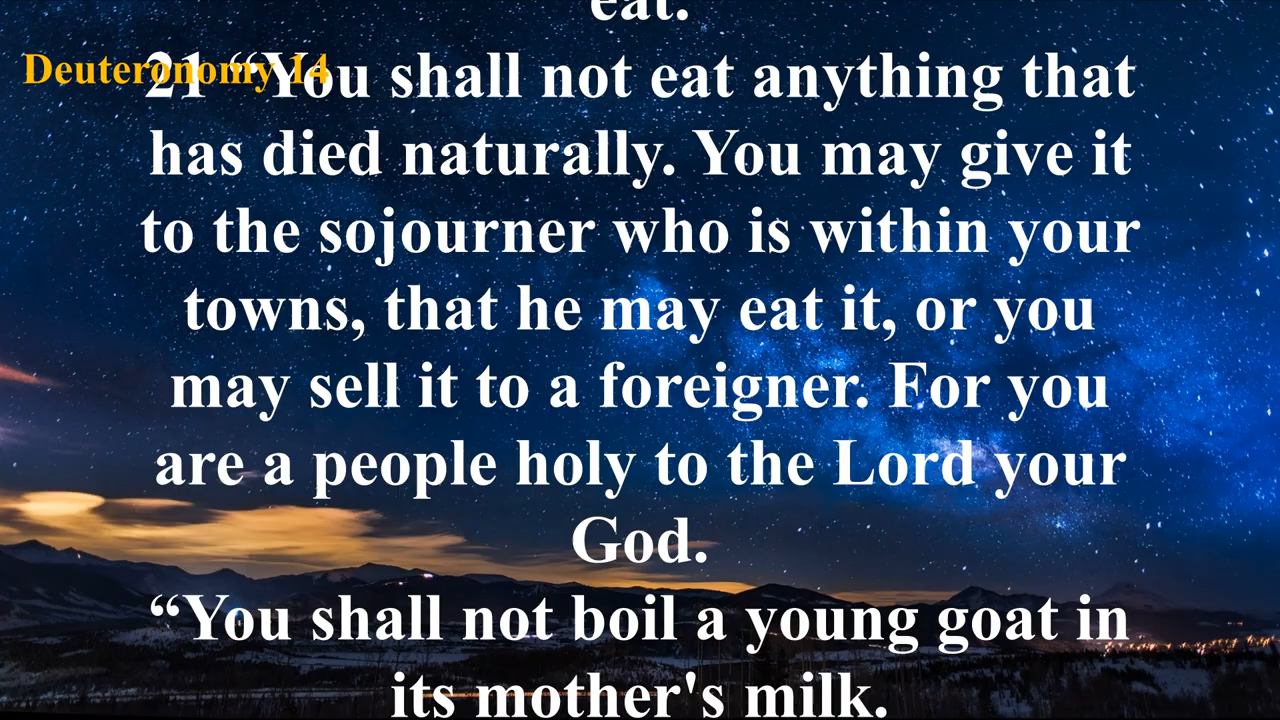 eat.
Deuteronomy 14
21 ““You shall not eat anything that
has died naturally. You may give it
to the sojourner who is within your
towns, that he may eat it, or you
may sell it to a foreigner. For you
are a people holy to the Lord your
God.
“You shall not boil a young goat in
its mother's milk.